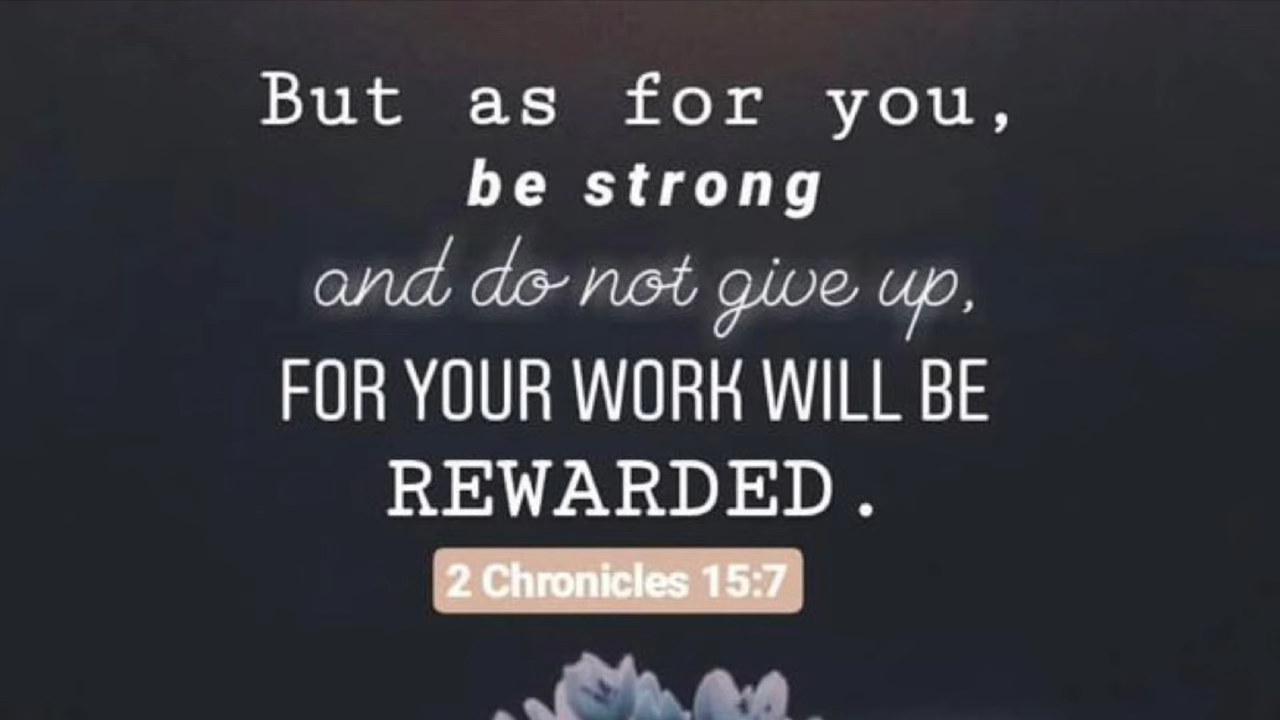 But as for you,
be strong
and do not give up,
FOR YOUR WORK WILL BE
REWARDED.
2 Chronicles 15:7